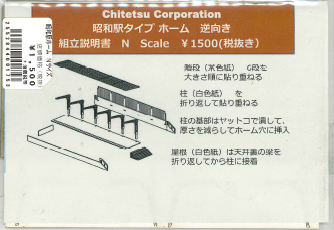 Chitetsu Corporation
昭和駅タイプ ホーム 逆向き
組立説明書 N Scale ¥1500(税抜き)
階段（茶色紙） 6段を
大きさ順に貼り重ねる
柱（白色紙） を
折り返して貼り重ねる
柱の基部はヤットコで潰して、
厚さを減らしてホーム穴に挿入
屋根（白色紙）は天井裏の梁を
折り返してから柱に接着
¥1,500